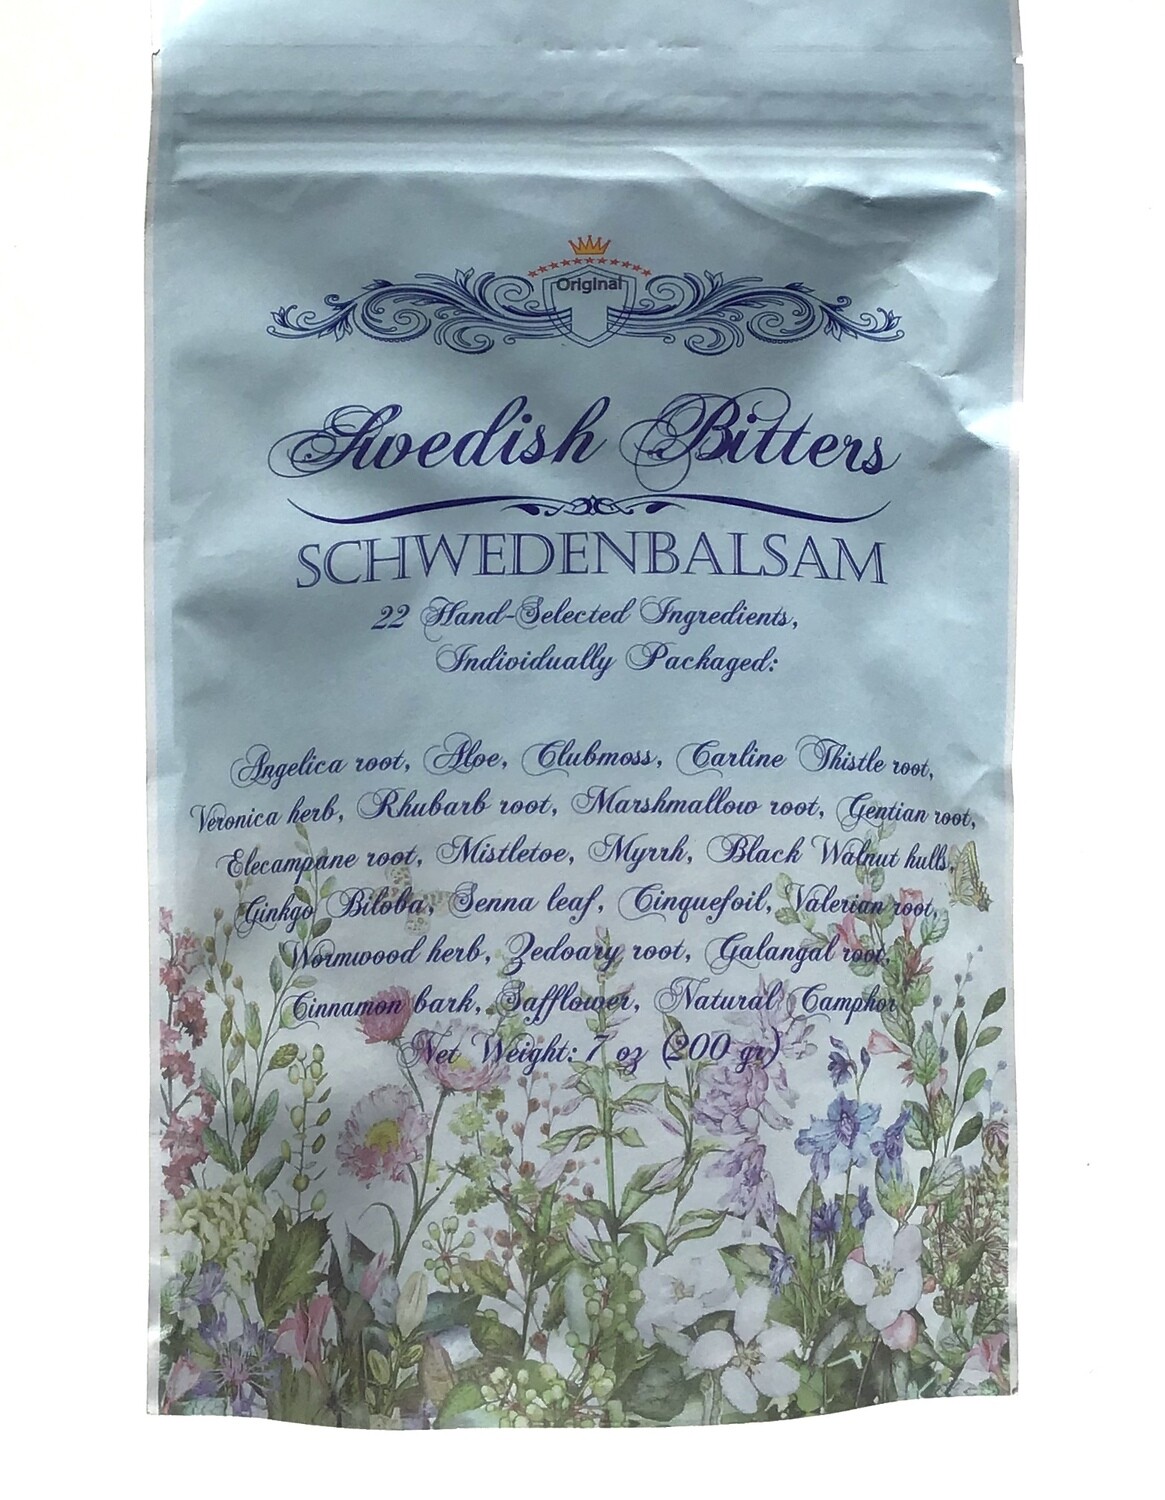 Original
Swedish Bitters
SCHWEDENBALSAM
22 Hand-Selected Ingredients,
Individually Packaged:
Angelica root, Aloe, Clubmoss, Carline Thistle root,
Veronica herb, Rhubarb root, Marshmallow root, Gentian root,
Elecampane root, Mistletoe, Myrrh, Black Walnut hulls,
Ginkgo Biloba, Senna leaf, Cinquefoil, Valerian root,
Wormwood herb, Zedoary root, Galangal root,
Cinnamon bark, Safflower, Natural Camphor
Net Weight: 7 oz (200 gr)